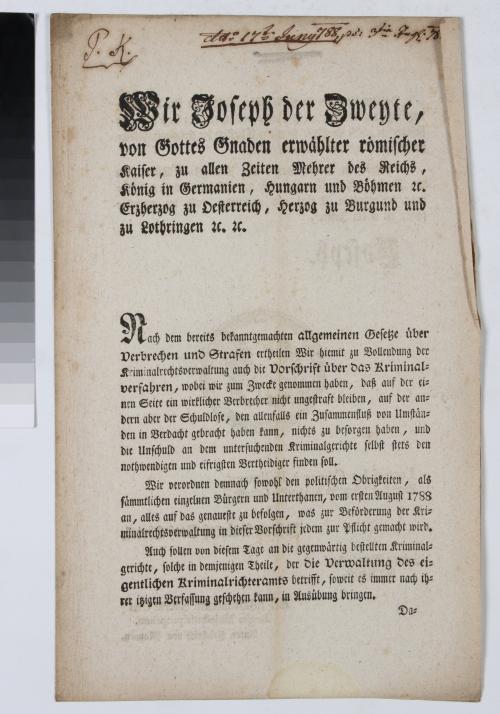 P. K.
dto 17t Juny 788
Wir Joseph der Zweyte,
von Gottes Gnaden erwählter römischer
Kaiser, zu allen Zeiten Mehrer des Reichs,
König in Germanien, Hungarn und Böhmen ꝛc.
Erzherzog zu Oesterreich, Herzog zu Burgund und
zu Lothringen ꝛc. ꝛc.
Nach dem bereits bekanntgemachten allgemeinen Gesetze über
Verbrechen und Strafen ertheilen Wir hiemit zu Vollendung der
Kriminalrechtsverwaltung auch die Vorschrift über das Kriminal-
verfahren, wobei wir zum Zwecke genommen haben, daß auf der ei-
nen Seite ein wirklicher Verbrecher nicht ungestraft bleiben, auf der an-
dern aber der Schuldlose, den allenfalls ein Zusammenfluß von Umstän-
den in Verdacht gebracht haben kann, nichts zu besorgen haben, und
die Unschuld an dem untersuchenden Kriminalgerichte selbst stets den
nothwendigen und eifrigsten Vertheidiger finden soll.
Wir verordnen demnach sowohl den politischen Obrigkeiten, als
sämmtlichen einzelnen Bürgern und Unterthanen, vom ersten August 1788
an, alles auf das genaueste zu befolgen, was zur Beförderung der Kri-
minalrechtsverwaltung in dieser Vorschrift jedem zur Pflicht gemacht wird.
Auch sollen von diesem Tage an die gegenwärtig bestellten Kriminal-
gerichte, solche in demjenigen Theile, der die Verwaltung des ei-
gentlichen Kriminalrichteramts betrifft, soweit es immer nach ih-
rer itzigen Verfassung geschehen kann, in Ausübung bringen.
Da-